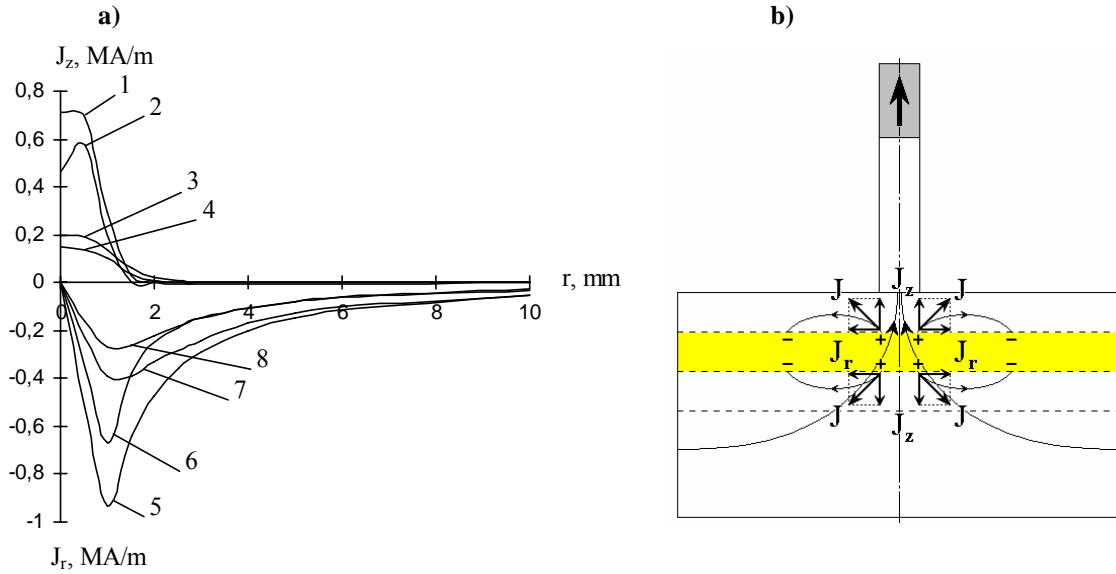 a)
J_z, MA/m
0,8
0,6
0,4
0,2
0
-0,2
-0,4
-0,6
-0,8
-1
1
2
3
4
0 2 4 6 8 10
r, mm
8
7
6
5
J_r, MA/m
b)
J J_z J
+ +
- J_r J_r -
- + + -
J J_z J